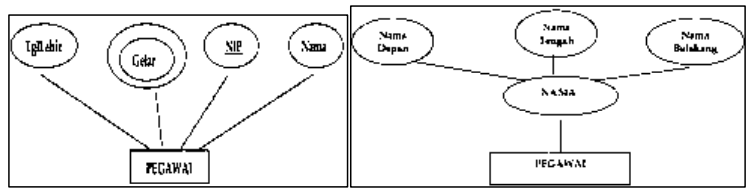 TglLahir
Gelar
NIP
Nama
PEGAWAI
Nama
Depan
Nama
Tengah
Nama
Belakang
NAMA
PEGAWAI